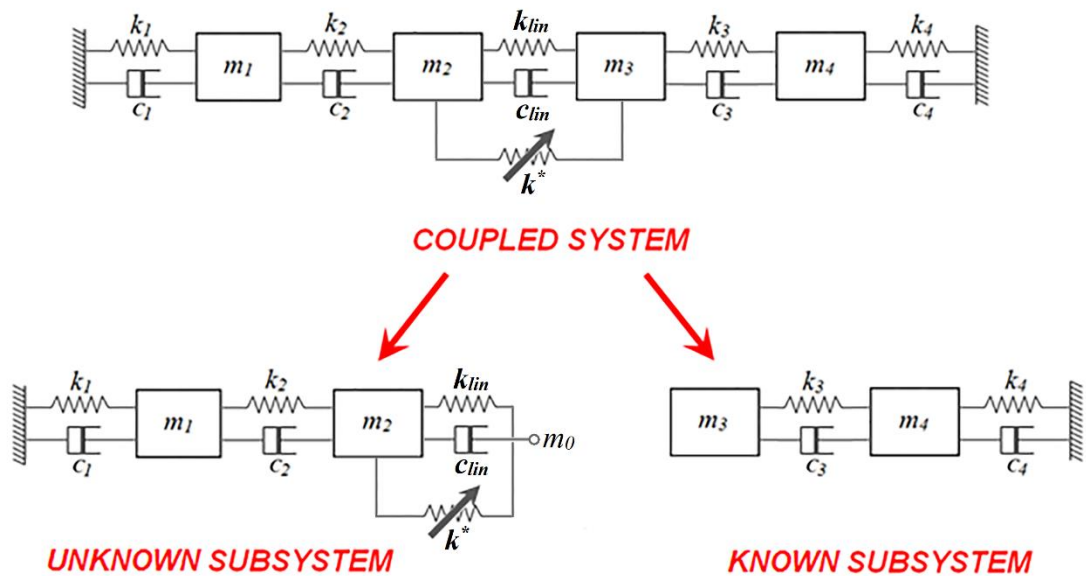 k1 k2 klin k3 k4
m1 m2 m3 m4
c1 c2 clin c3 c4
k*
COUPLED SYSTEM
k1 k2 klin k3 k4
m1 m2 m0 m3 m4
c1 c2 clin c3 c4
k*
UNKNOWN SUBSYSTEM KNOWN SUBSYSTEM